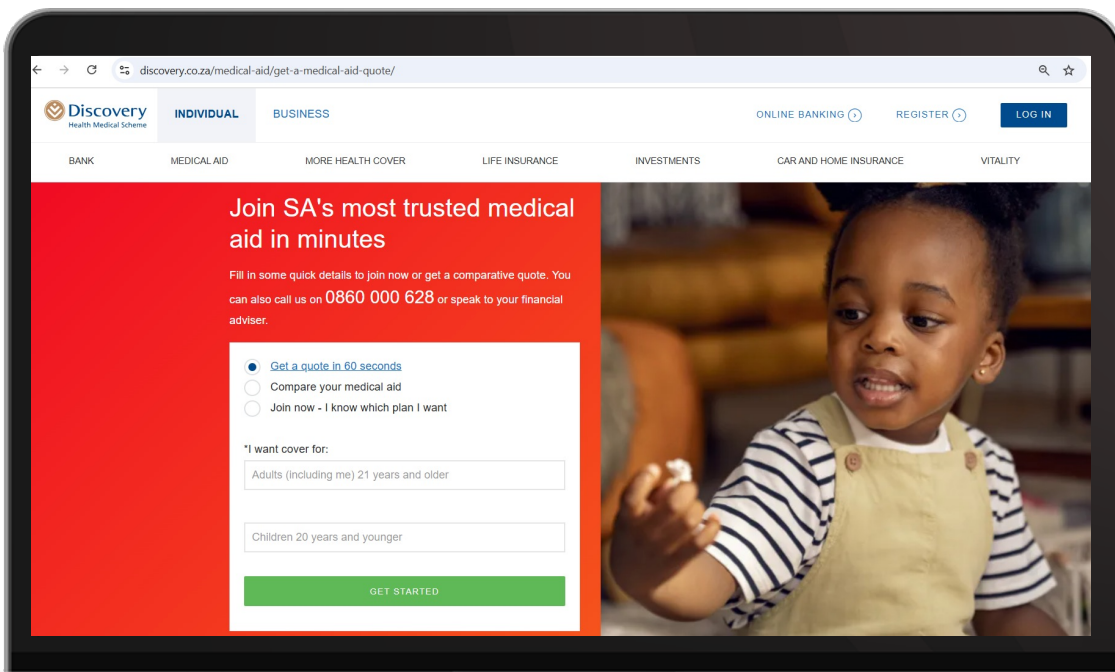 discovery.co.za/medical-aid/get-a-medical-aid-quote/
Discovery
Health Medical Scheme
INDIVIDUAL
BUSINESS
ONLINE BANKING
REGISTER
LOG IN
BANK
MEDICAL AID
MORE HEALTH COVER
LIFE INSURANCE
INVESTMENTS
CAR AND HOME INSURANCE
VITALITY
Join SA's most trusted medical
aid in minutes
Fill in some quick details to join now or get a comparative quote. You
can also call us on 0860 000 628 or speak to your financial
adviser.
Get a quote in 60 seconds
Compare your medical aid
Join now - I know which plan I want
*I want cover for:
Adults (including me) 21 years and older
Children 20 years and younger
GET STARTED